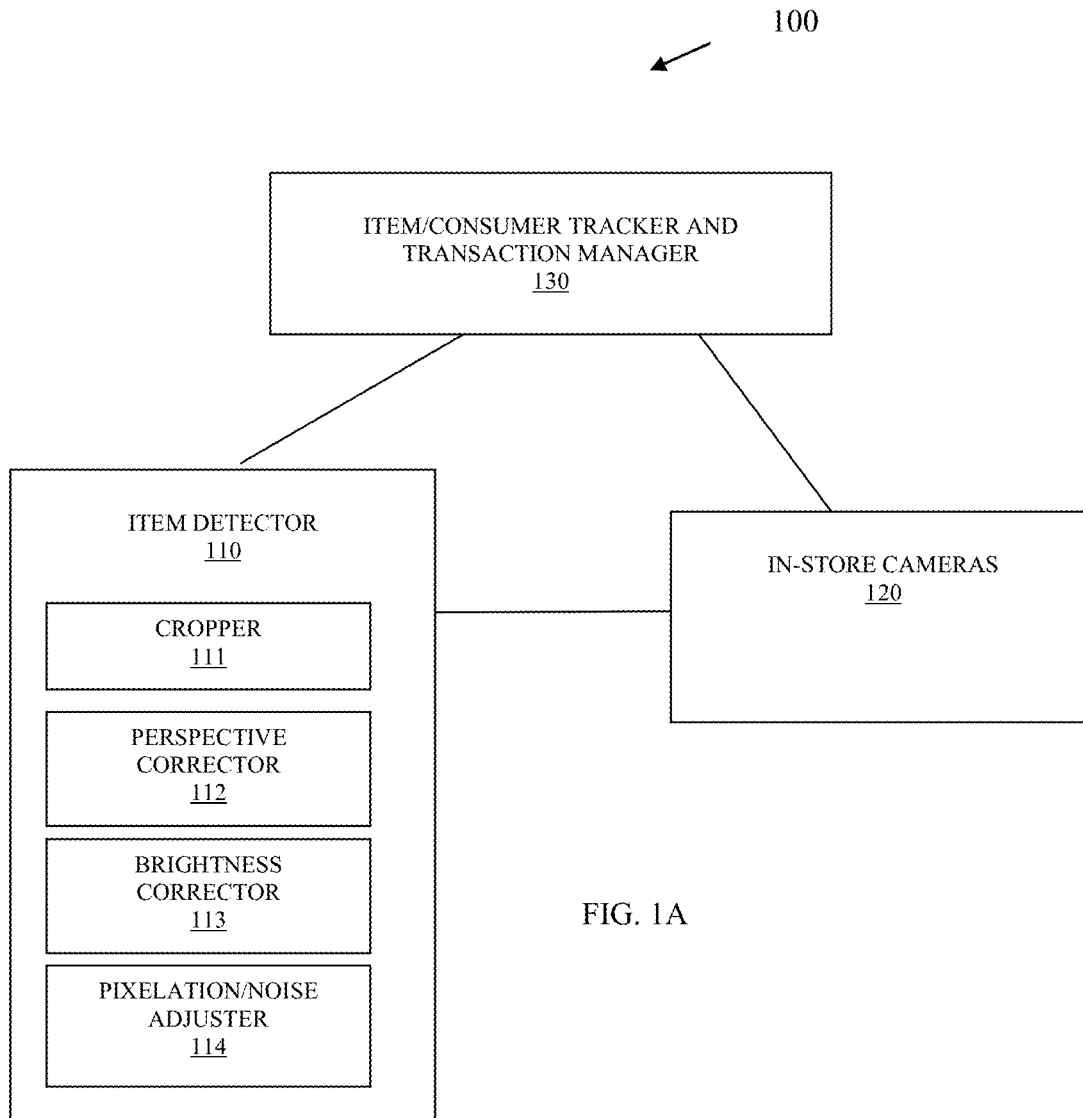 100
ITEM/CONSUMER TRACKER AND
TRANSACTION MANAGER
130
ITEM DETECTOR
110
CROPPER
111
PERSPECTIVE
CORRECTOR
112
BRIGHTNESS
CORRECTOR
113
PIXELATION/NOISE
ADJUSTER
114
IN-STORE CAMERAS
120
FIG. 1A